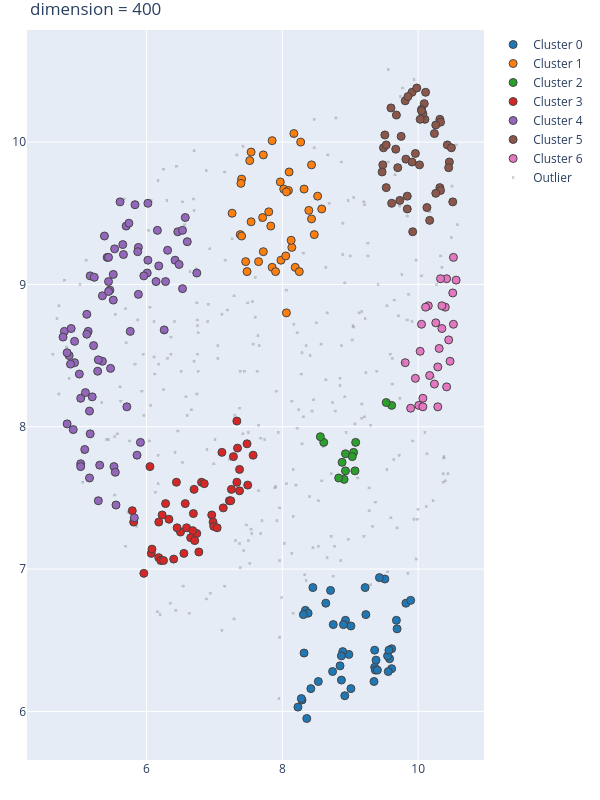 dimension = 400
Cluster 0
Cluster 1
Cluster 2
Cluster 3
Cluster 4
Cluster 5
Cluster 6
Outlier
10
9
8
7
6
6 8 10